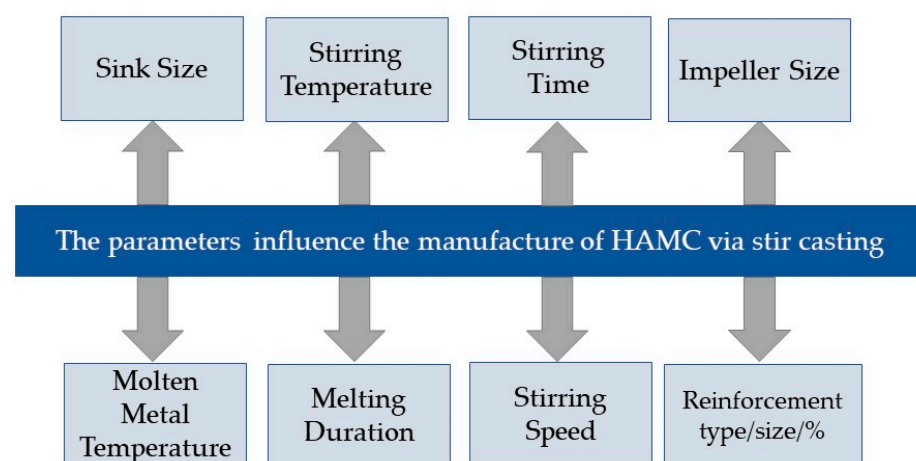 Sink Size
Stirring
Temperature
Stirring
Time
Impeller Size
The parameters influence the manufacture of HAMC via stir casting
Molten
Metal
Temperature
Melting
Duration
Stirring
Speed
Reinforcement
type/size/%